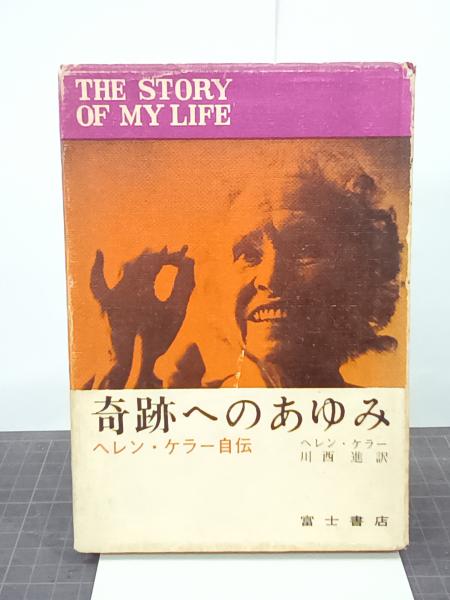 THE STORY
OF MY LIFE
奇跡へのあゆみ
ヘレン・ケラー自伝
ヘレン・ケラー
川西進訳
富士書店